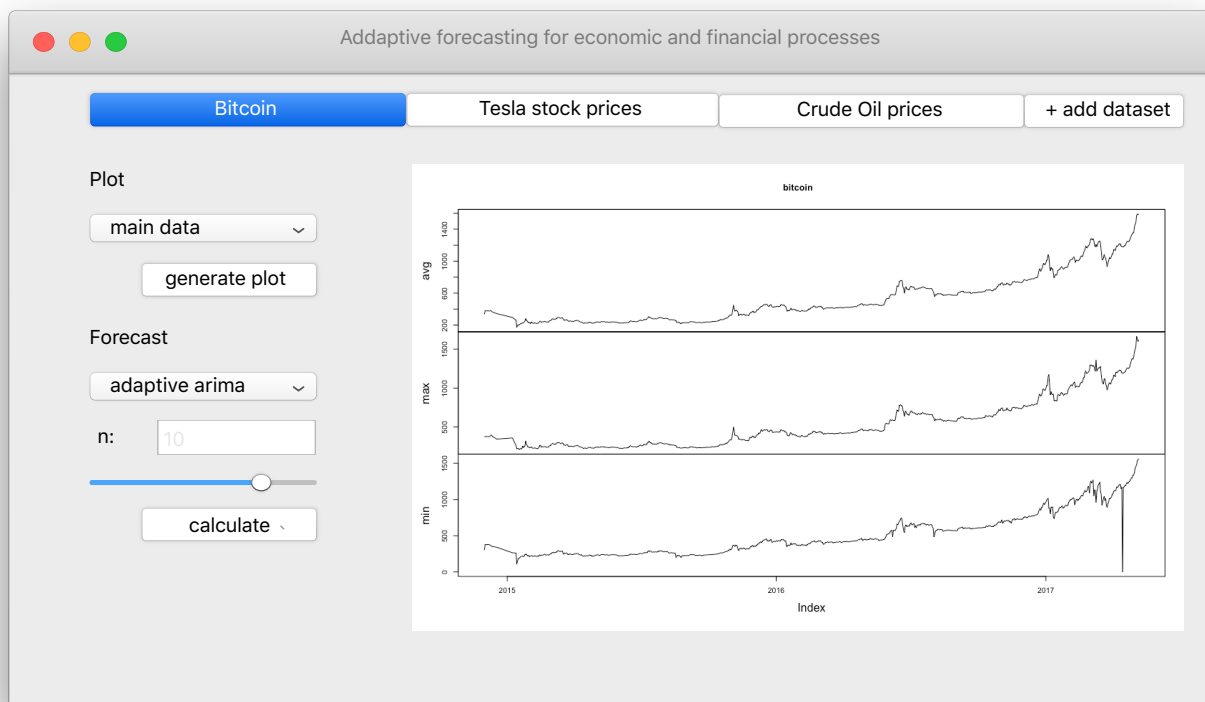 Addaptive forecasting for economic and financial processes
Bitcoin
Tesla stock prices
Crude Oil prices
+ add dataset
Plot
main data
generate plot
Forecast
adaptive arima
n:
10
calculate
bitcoin
avg
1400
1000
600
200
max
1500
1000
500
min
1500
1000
500
0
2015
2016
2017
Index